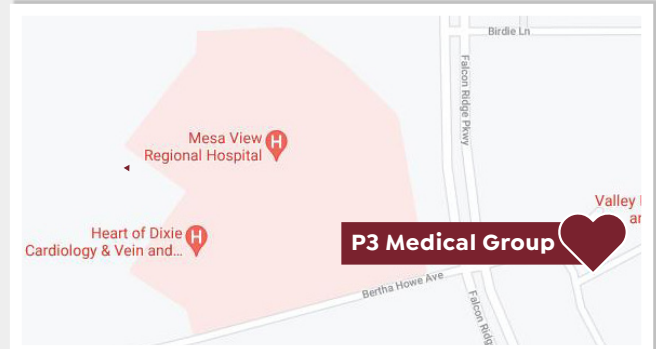 Birdie Ln
Falcon Ridge Pkwy
Mesa View
Regional Hospital
Valley
ar
Heart of Dixie
Cardiology & Vein and...
P3 Medical Group
Bertha Howe Ave
Falcon Ridg